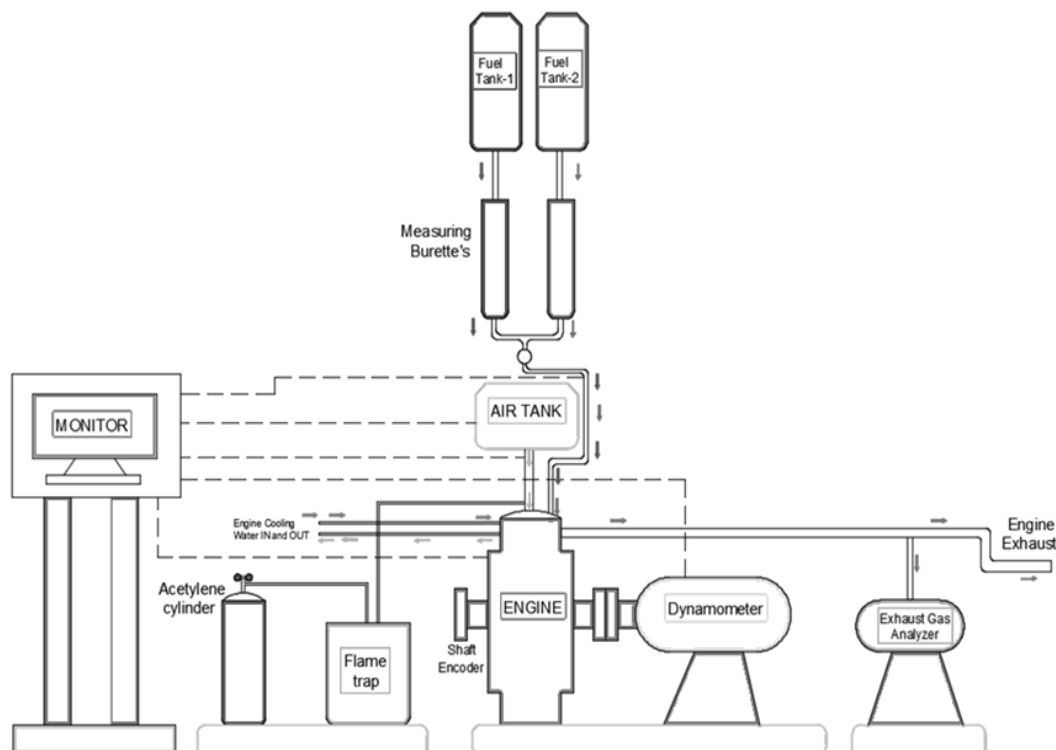 Fuel
Tank-1
Fuel
Tank-2
Measuring
Burette's
AIR TANK
MONITOR
Engine Cooling
Water IN and OUT
Engine
Exhaust
Acetylene
cylinder
ENGINE
Dynamometer
Exhaust Gas
Analyzer
Shaft
Encoder
Flame
trap